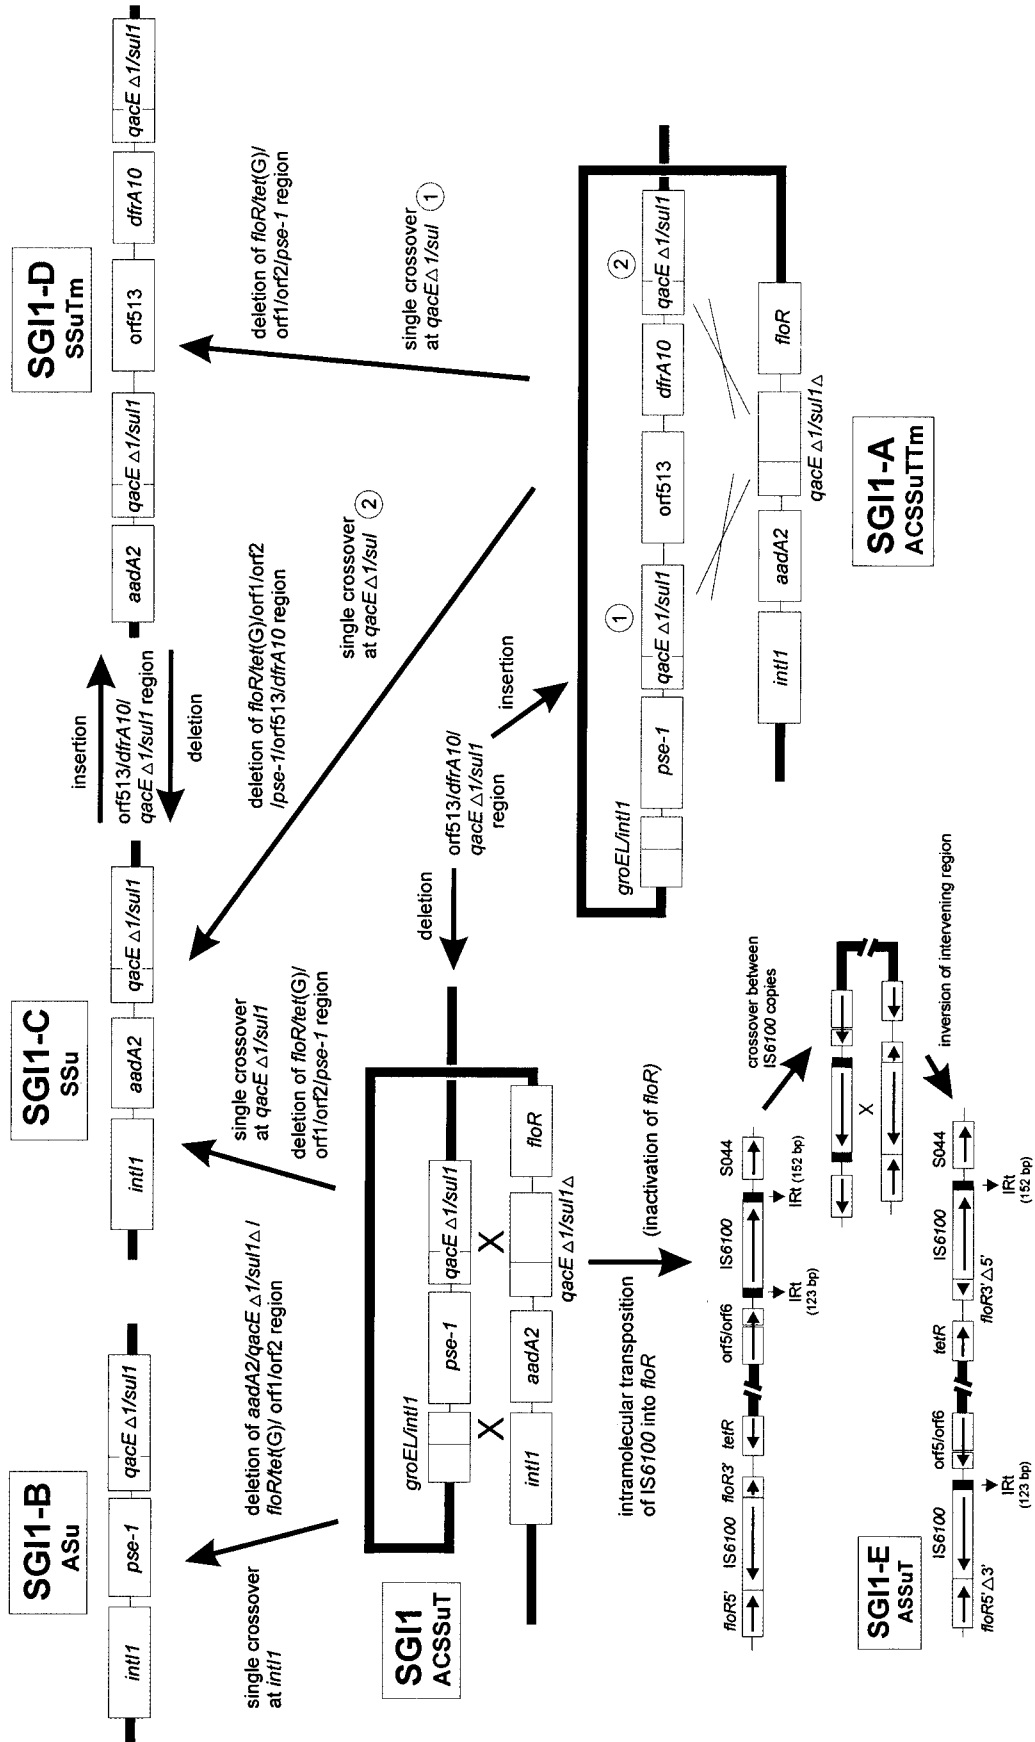 SGI1-B
ASu
intI1
pse-1
qacE Δ1/sul1
SGI1-C
SSu
intI1
aadA2
qacE Δ1/sul1
insertion
orf513/dfrA10/
qacE Δ1/sul1 region
deletion
SGI1-D
SSuTm
aadA2
qacE Δ1/sul1
orf513
dfrA10
qacE Δ1/sul1
single crossover
at intI1
deletion of aadA2/qacE Δ1/sul1Δ/
floR/tet(G)/ orf1/orf2 region
single crossover
at qacE Δ1/sul1
deletion of floR/tet(G)/
orf1/orf2/pse-1 region
deletion of floR/tet(G)/orf1/orf2
/pse-1/orf513/dfrA10 region
single crossover
at qacE Δ1/sul 2
single crossover
at qacE Δ1/sul 1
deletion of floR/tet(G)/
orf1/orf2/pse-1 region
SGI1
ACSSuT
groEL/intI1
pse-1
qacE Δ1/sul1
X
X
intI1
aadA2
qacE Δ1/sul1Δ
floR
deletion
orf513/dfrA10/
qacE Δ1/sul1
region
insertion
groEL/intI1
pse-1
1
qacE Δ1/sul1
orf513
dfrA10
2
qacE Δ1/sul1
intI1
aadA2
qacE Δ1/sul1Δ
floR
SGI1-A
ACSSuTTm
intramolecular transposition
of IS6100 into floR
(inactivation of floR)
floR5' IS6100 floR3' tetR
orf5/orf6
IS6100
S044
IRt
(123 bp)
IRt (152 bp)
crossover between
IS6100 copies
X
inversion of intervening region
SGI1-E
ASSuT
IS6100
orf5/orf6
tetR
IS6100
S044
floR5'Δ3'
IRt
(123 bp)
floR3'Δ5'
IRt
(152 bp)